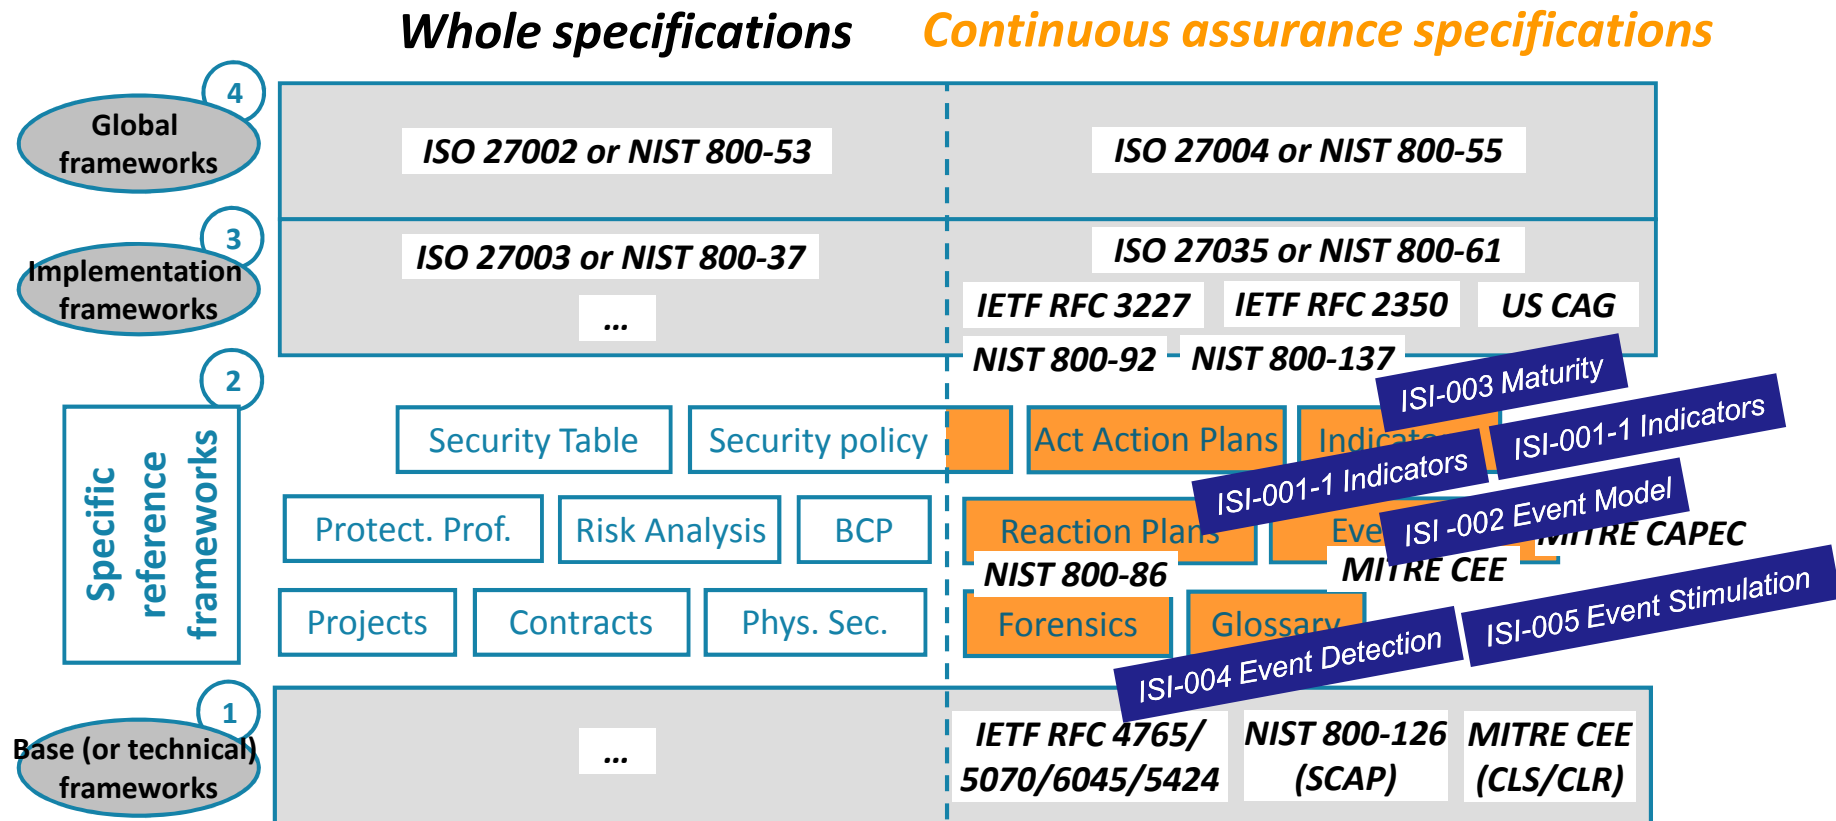 Whole specifications
Continuous assurance specifications
4
Global
frameworks
ISO 27002 or NIST 800-53
ISO 27004 or NIST 800-55
3
Implementation
frameworks
ISO 27003 or NIST 800-37
...
ISO 27035 or NIST 800-61
IETF RFC 3227
IETF RFC 2350
US CAG
NIST 800-92
NIST 800-137
2
Specific
reference
frameworks
ISI-003 Maturity
Security Table
Security policy
Act Action Plans
Indicato
ISI-001-1 Indicators
ISI-001-1 Indicators
Protect. Prof.
Risk Analysis
BCP
Reaction Plans
Eve
ISI -002 Event Model
MITRE CAPEC
NIST 800-86
MITRE CEE
Projects
Contracts
Phys. Sec.
Forensics
Glossary
ISI-004 Event Detection
ISI-005 Event Stimulation
1
Base (or technical)
frameworks
...
IETF RFC 4765/
5070/6045/5424
NIST 800-126
(SCAP)
MITRE CEE
(CLS/CLR)